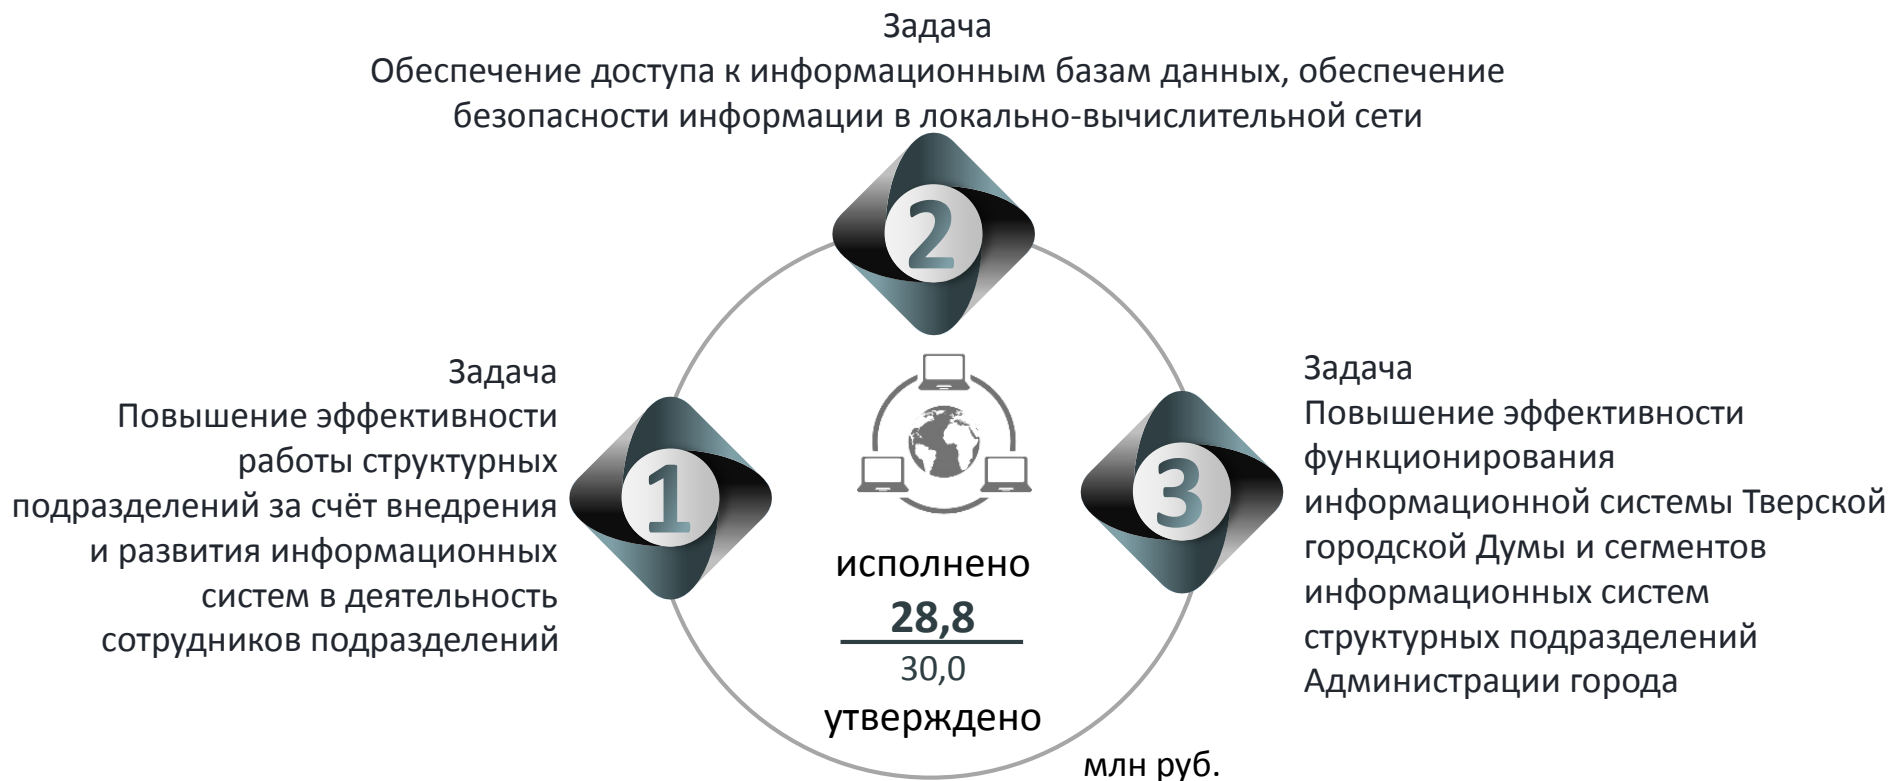 Задача
Обеспечение доступа к информационным базам данных, обеспечение
безопасности информации в локально-вычислительной сети
2
Задача
Повышение эффективности
работы структурных
подразделений за счёт внедрения
и развития информационных
систем в деятельность
сотрудников подразделений
1
исполнено
28,8
30,0
утверждено
млн руб.
3
Задача
Повышение эффективности
функционирования
информационной системы Тверской
городской Думы и сегментов
информационных систем
структурных подразделений
Администрации города